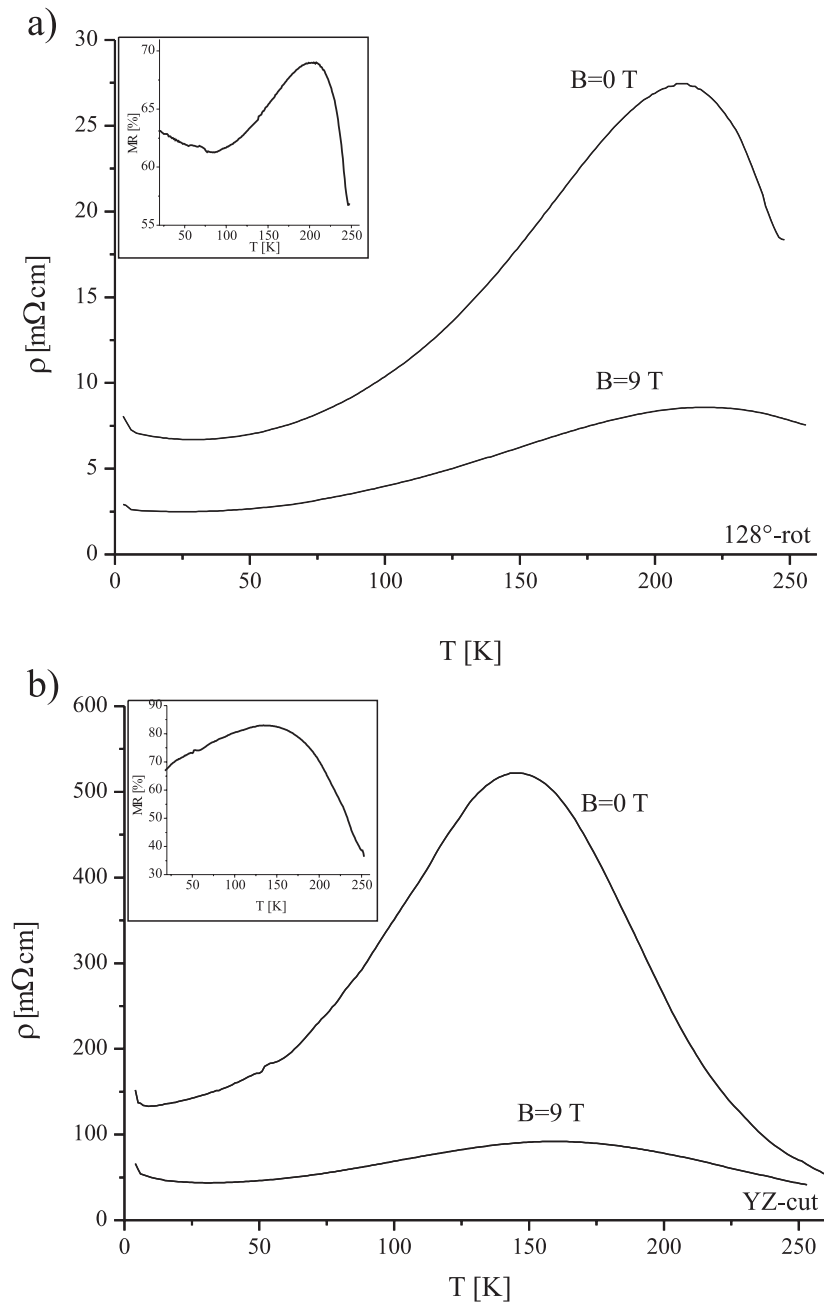 a)
30
25
20
15
10
5
0
ρ [mΩcm]
70
65
60
55
MR [%]
50 100 150 200 250
T [K]
B=0 T
B=9 T
128°-rot
0 50 100 150 200 250
T [K]
b)
600
500
400
300
200
100
0
ρ [mΩcm]
90
80
70
60
50
40
30
MR [%]
50 100 150 200 250
T [K]
B=0 T
B=9 T
YZ-cut
0 50 100 150 200 250
T [K]